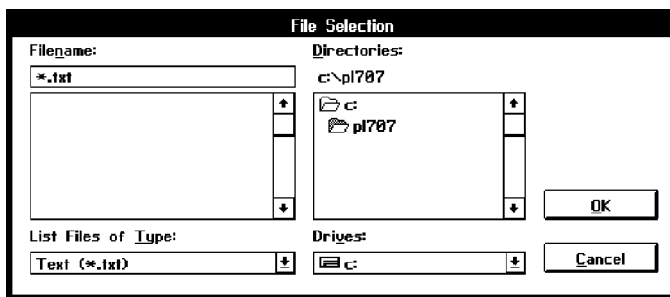 File Selection
Filename:
*.txt
List Files of Type:
Text (*.txt)
Directories:
c:\pl707
c:
pl707
Drives:
c:
OK
Cancel